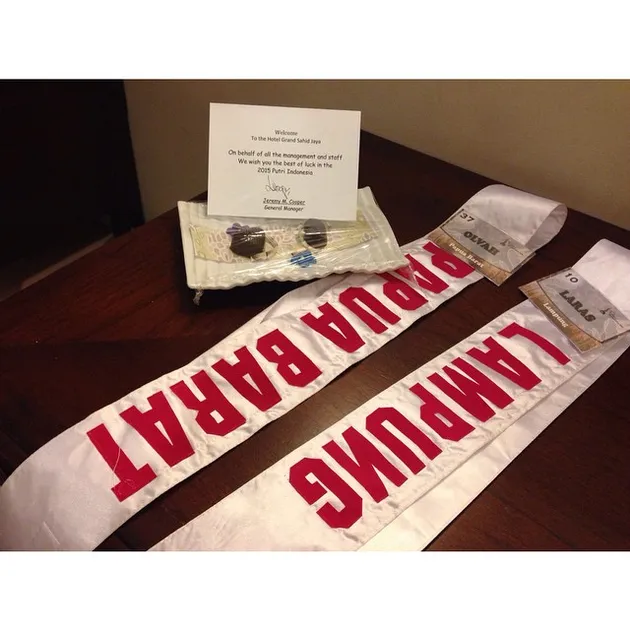 Welcome
To the Hotel Grand Sahid Jaya
On behalf of all the management and staff
We wish you the best of luck in the
2015 Putri Indonesia
Jeremy M. Cooper
General Manager
37
OLVAH
Papua Barat
10
LARAS
Lampung
PAPUA BARAT
LAMPUNG